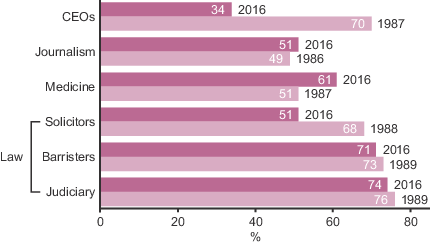 CEOs 34 2016
70 1987
Journalism 51 2016
49 1986
Medicine 61 2016
51 1987
Solicitors 51 2016
68 1988
Law Barristers 71 2016
73 1989
Judiciary 74 2016
76 1989
0 20 40 60 80
%